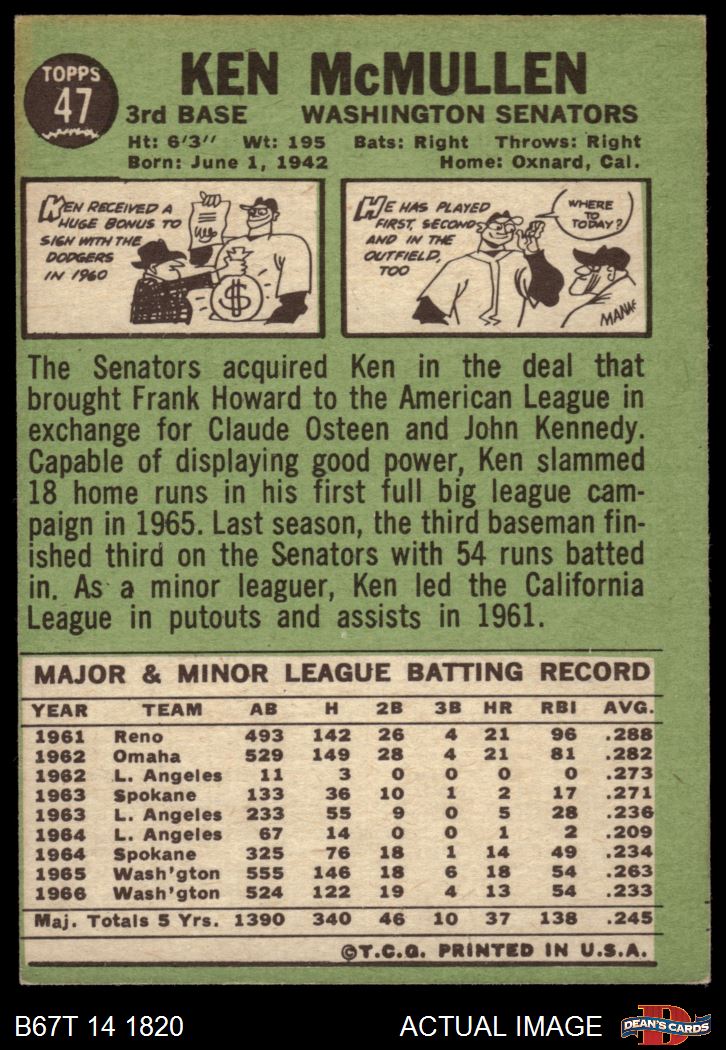 TOPPS
47
KEN McMULLEN
3rd BASE WASHINGTON SENATORS
Ht: 6'3" Wt: 195 Bats: Right Throws: Right
Born: June 1, 1942 Home: Oxnard, Cal.
KEN RECEIVED A
HUGE BONUS TO
SIGN WITH THE
DODGERS
IN 1960
$
HE HAS PLAYED
FIRST, SECOND
AND IN THE
OUTFIELD,
TOO
WHERE
TO
TODAY?
The Senators acquired Ken in the deal that
brought Frank Howard to the American League in
exchange for Claude Osteen and John Kennedy.
Capable of displaying good power, Ken slammed
18 home runs in his first full big league cam-
paign in 1965. Last season, the third baseman fin-
ished third on the Senators with 54 runs batted
in. As a minor leaguer, Ken led the California
League in putouts and assists in 1961.
MAJOR & MINOR LEAGUE BATTING RECORD
YEAR TEAM AB H 2B 3B HR RBI AVG.
1961 Reno 493 142 26 4 21 96 .288
1962 Omaha 529 149 28 4 21 81 .282
1962 L. Angeles 11 3 0 0 0 0 .273
1963 Spokane 133 36 10 1 2 17 .271
1963 L. Angeles 233 55 9 0 5 28 .236
1964 L. Angeles 67 14 0 0 1 2 .209
1964 Spokane 325 76 18 1 14 49 .234
1965 Wash'gton 555 146 18 6 18 54 .263
1966 Wash'gton 524 122 19 4 13 54 .233
Maj. Totals 5 Yrs. 1390 340 46 10 37 138 .245
©T.C.G. PRINTED IN U.S.A.
B67T 14 1820 ACTUAL IMAGE
D
DEAN'S CARDS